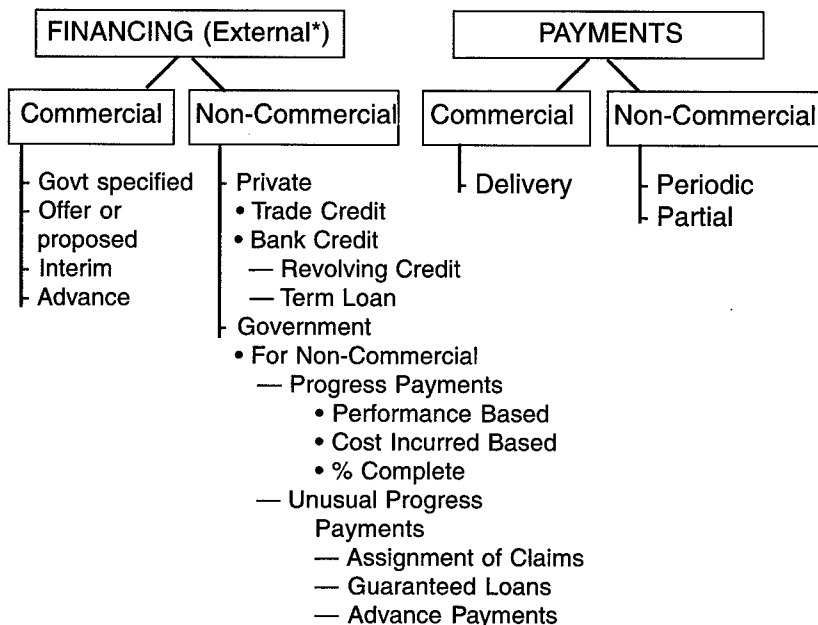 FINANCING (External*)
PAYMENTS
Commercial
Non-Commercial
Commercial
Non-Commercial
- Govt specified
- Offer or
proposed
- Interim
- Advance
- Private
• Trade Credit
• Bank Credit
— Revolving Credit
— Term Loan
- Government
• For Non-Commercial
— Progress Payments
• Performance Based
• Cost Incurred Based
• % Complete
— Unusual Progress
Payments
— Assignment of Claims
— Guaranteed Loans
— Advance Payments
- Delivery
- Periodic
- Partial